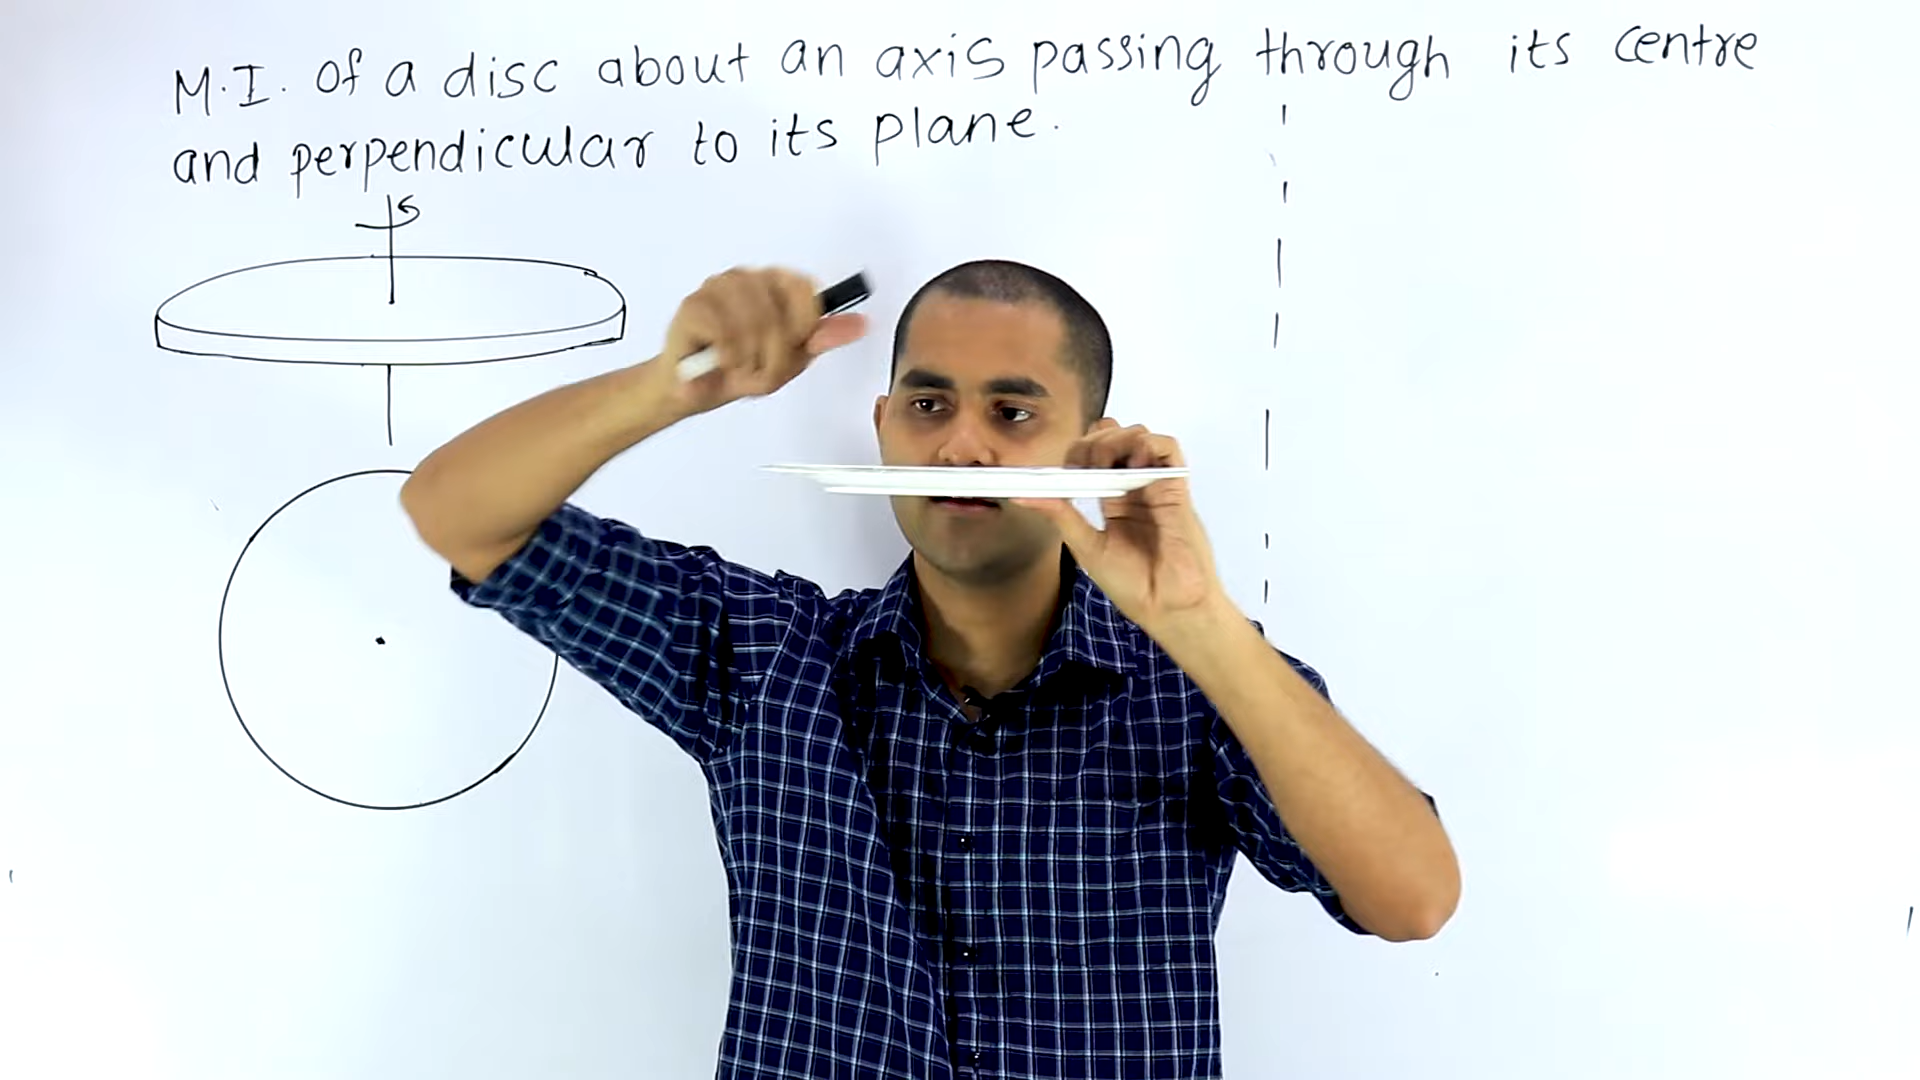 M.I. of a disc about an axis passing through its centre
and perpendicular to its plane.